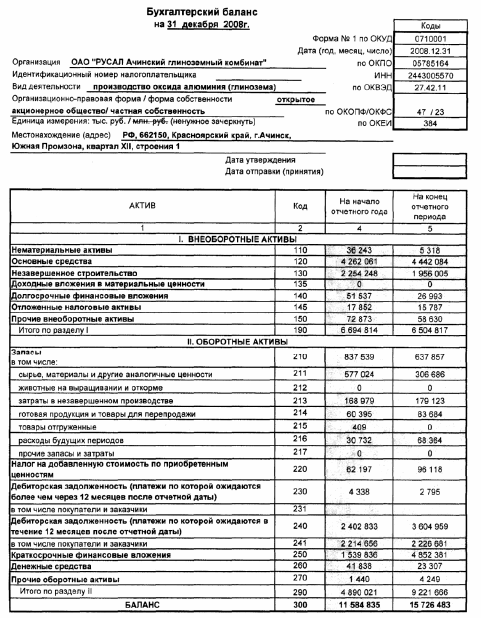 Бухгалтерский баланс
на 31 декабря 2008г.
Коды
Форма № 1 по ОКУД 0710001
Дата (год, месяц, число) 2008.12.31
Организация ОАО "РУСАЛ Ачинский глиноземный комбинат" по ОКПО 05785164
Идентификационный номер налогоплательщика ИНН 2443005570
Вид деятельности производство оксида алюминия (глинозема) по ОКВЭД 27.42.11
Организационно-правовая форма / форма собственности открытое
акционерное общество/ частная собственность по ОКОПФ/ОКФС 47 / 23
Единица измерения: тыс. руб. / млн. руб. (ненужное зачеркнуть) по ОКЕИ 384
Местонахождение (адрес) РФ, 662150, Красноярский край, г.Ачинск,
Южная Промзона, квартал XII, строения 1
Дата утверждения
Дата отправки (принятия)
АКТИВ Код На начало отчетного года На конец отчетного периода
1 2 4 5
I. ВНЕОБОРОТНЫЕ АКТИВЫ
Нематериальные активы 110 36 243 5 318
Основные средства 120 4 262 061 4 442 084
Незавершенное строительство 130 2 254 248 1 956 005
Доходные вложения в материальные ценности 135 0 0
Долгосрочные финансовые вложения 140 51 537 26 993
Отложенные налоговые активы 145 17 852 15 787
Прочие внеоборотные активы 150 72 873 58 630
Итого по разделу I 190 6 694 814 6 504 817
II. ОБОРОТНЫЕ АКТИВЫ
Запасы
в том числе: 210 837 539 637 857
сырье, материалы и другие аналогичные ценности 211 577 024 306 686
животные на выращивании и откорме 212 0 0
затраты в незавершенном производстве 213 168 979 179 123
готовая продукция и товары для перепродажи 214 60 395 83 684
товары отгруженные 215 409 0
расходы будущих периодов 216 30 732 68 364
прочие запасы и затраты 217 0 0
Налог на добавленную стоимость по приобретенным
ценностям 220 62 197 96 118
Дебиторская задолженность (платежи по которой ожидаются
более чем через 12 месяцев после отчетной даты) 230 4 338 2 795
в том числе покупатели и заказчики 231
Дебиторская задолженность (платежи по которой ожидаются в
течение 12 месяцев после отчетной даты) 240 2 402 833 3 604 959
в том числе покупатели и заказчики 241 2 214 656 2 226 681
Краткосрочные финансовые вложения 250 1 539 836 4 852 381
Денежные средства 260 41 838 23 307
Прочие оборотные активы 270 1 440 4 249
Итого по разделу II 290 4 890 021 9 221 666
БАЛАНС 300 11 584 835 15 726 483